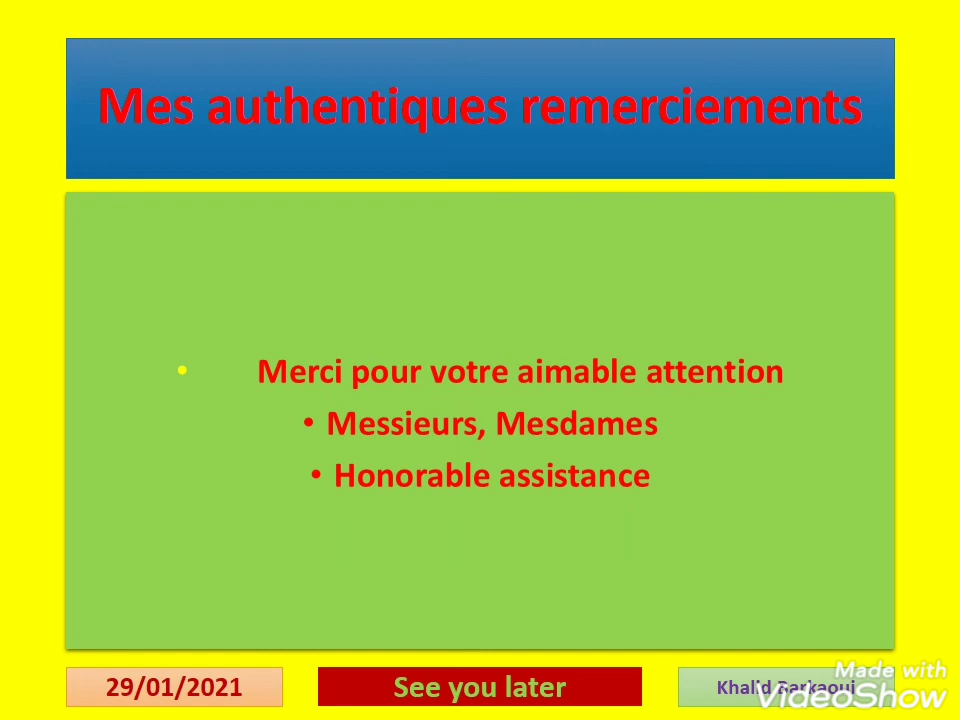 Mes authentiques remerciements
• Merci pour votre aimable attention
• Messieurs, Mesdames
• Honorable assistance
29/01/2021
See you later
Khalid Barkaoui
Made with
VideoShow